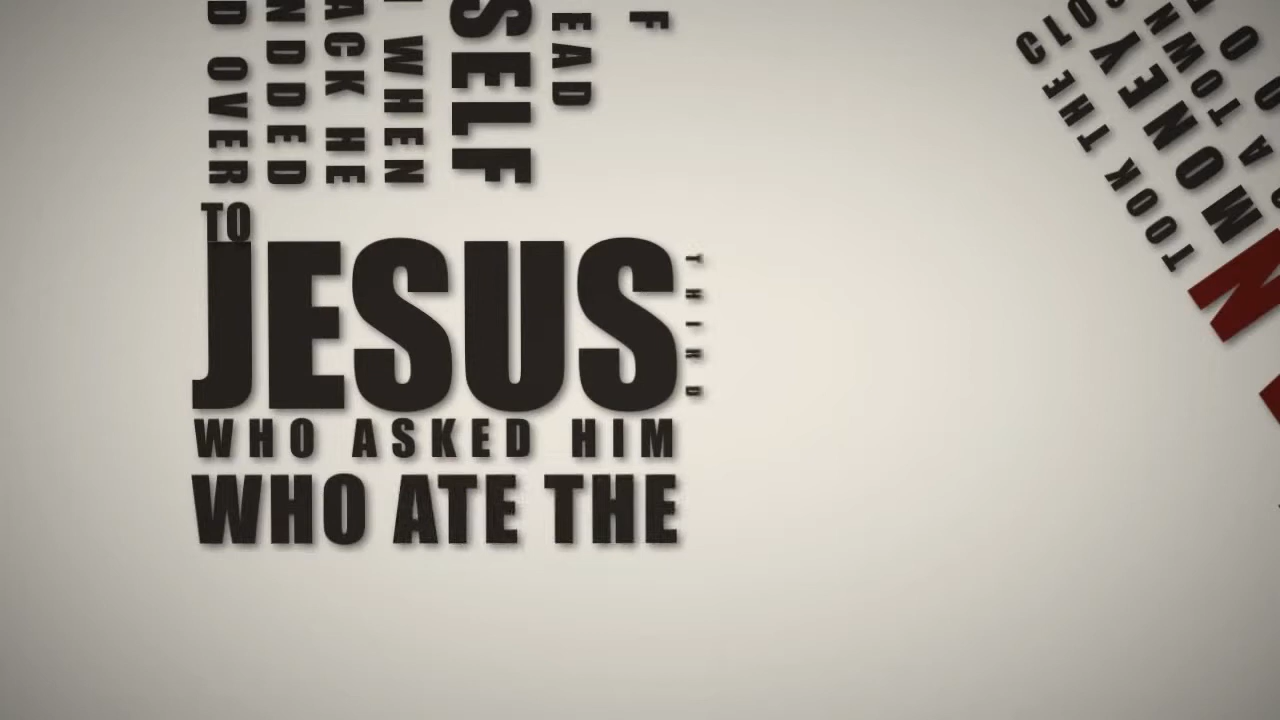 D OVER
NDDED
ACK HE
WHEN
SELF
EAD
F
TO
JESUS
THIRD
WHO ASKED HIM
WHO ATE THE
TOOK THE CLO
MONEY
A TOWN